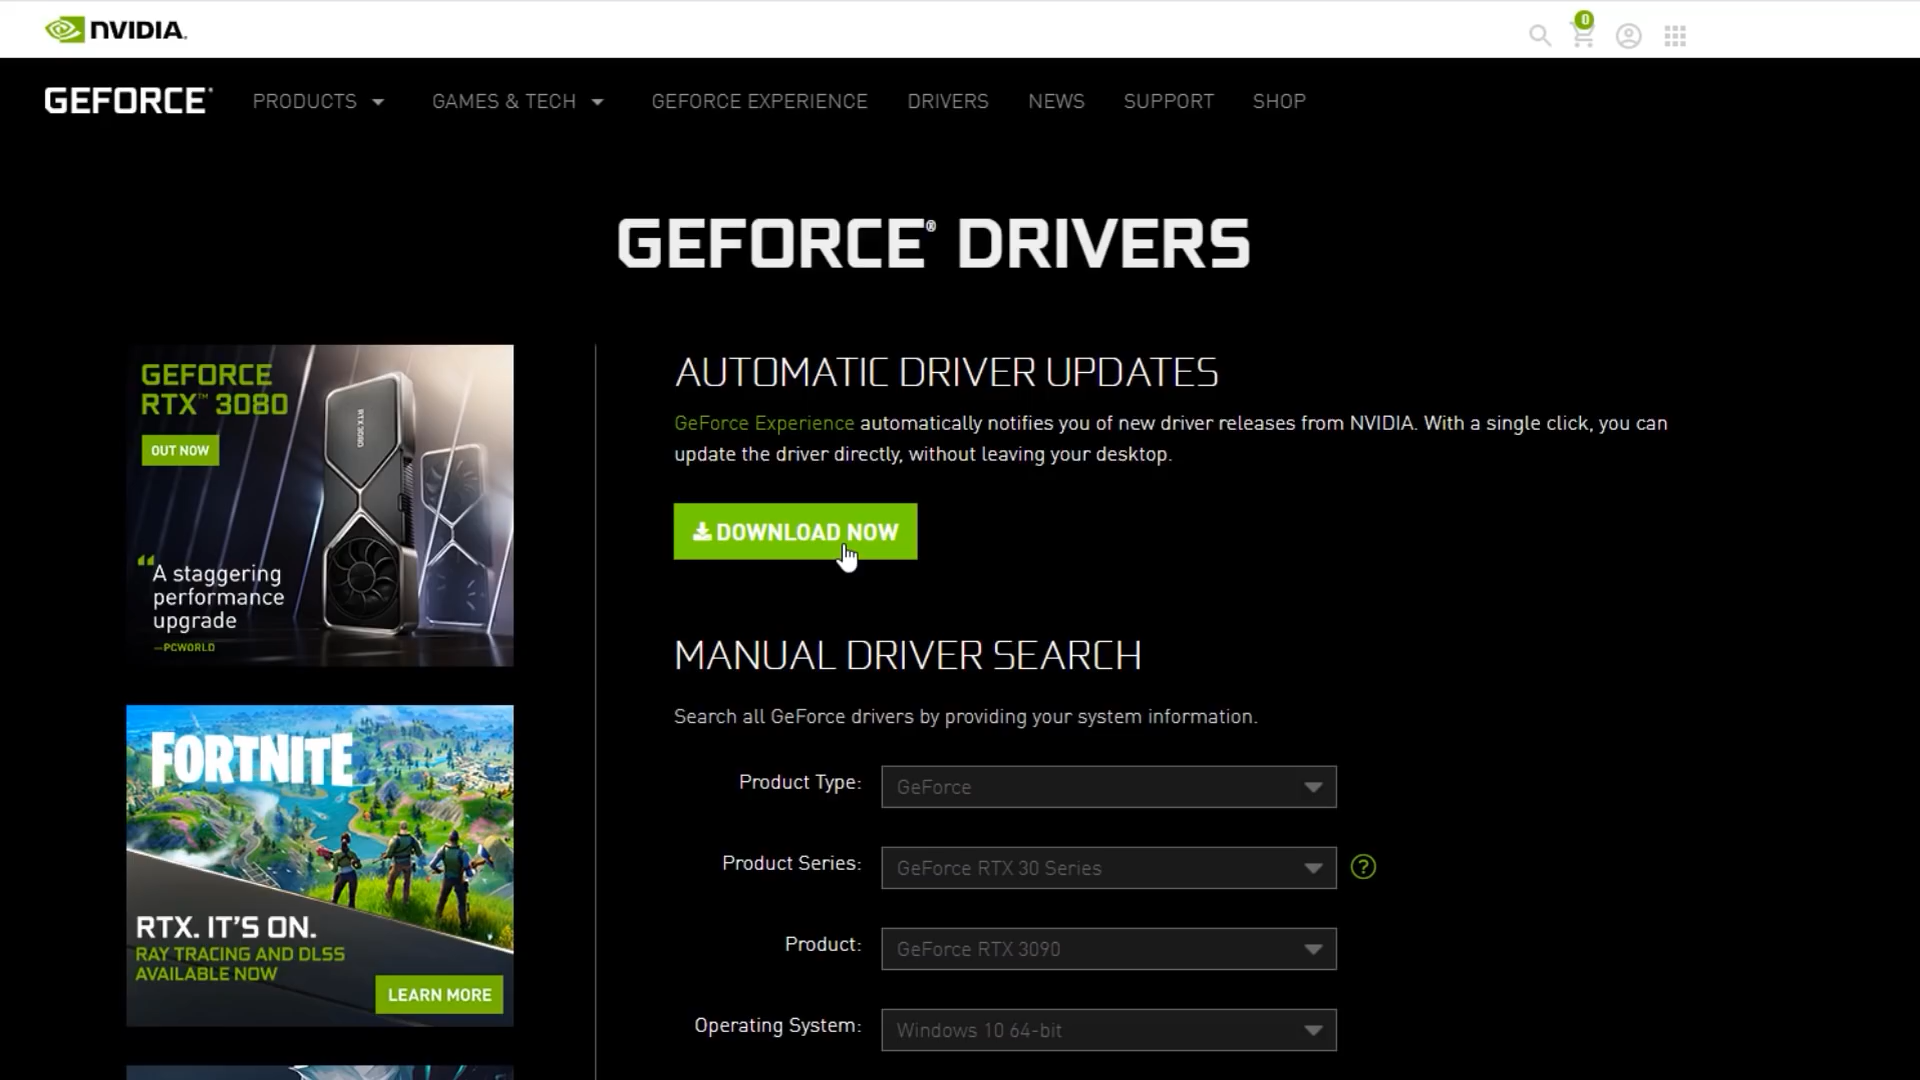 NVIDIA.
0
GEFORCE®
PRODUCTS
GAMES & TECH
GEFORCE EXPERIENCE
DRIVERS
NEWS
SUPPORT
SHOP
GEFORCE® DRIVERS
GEFORCE
RTX™ 3080
OUT NOW
RTX 3080
“A staggering
performance
upgrade
—PCWORLD
FORTNITE
RTX. IT'S ON.
RAY TRACING AND DLSS
AVAILABLE NOW
LEARN MORE
AUTOMATIC DRIVER UPDATES
GeForce Experience automatically notifies you of new driver releases from NVIDIA. With a single click, you can
update the driver directly, without leaving your desktop.
DOWNLOAD NOW
MANUAL DRIVER SEARCH
Search all GeForce drivers by providing your system information.
Product Type: GeForce
Product Series: GeForce RTX 30 Series ?
Product: GeForce RTX 3090
Operating System: Windows 10 64-bit